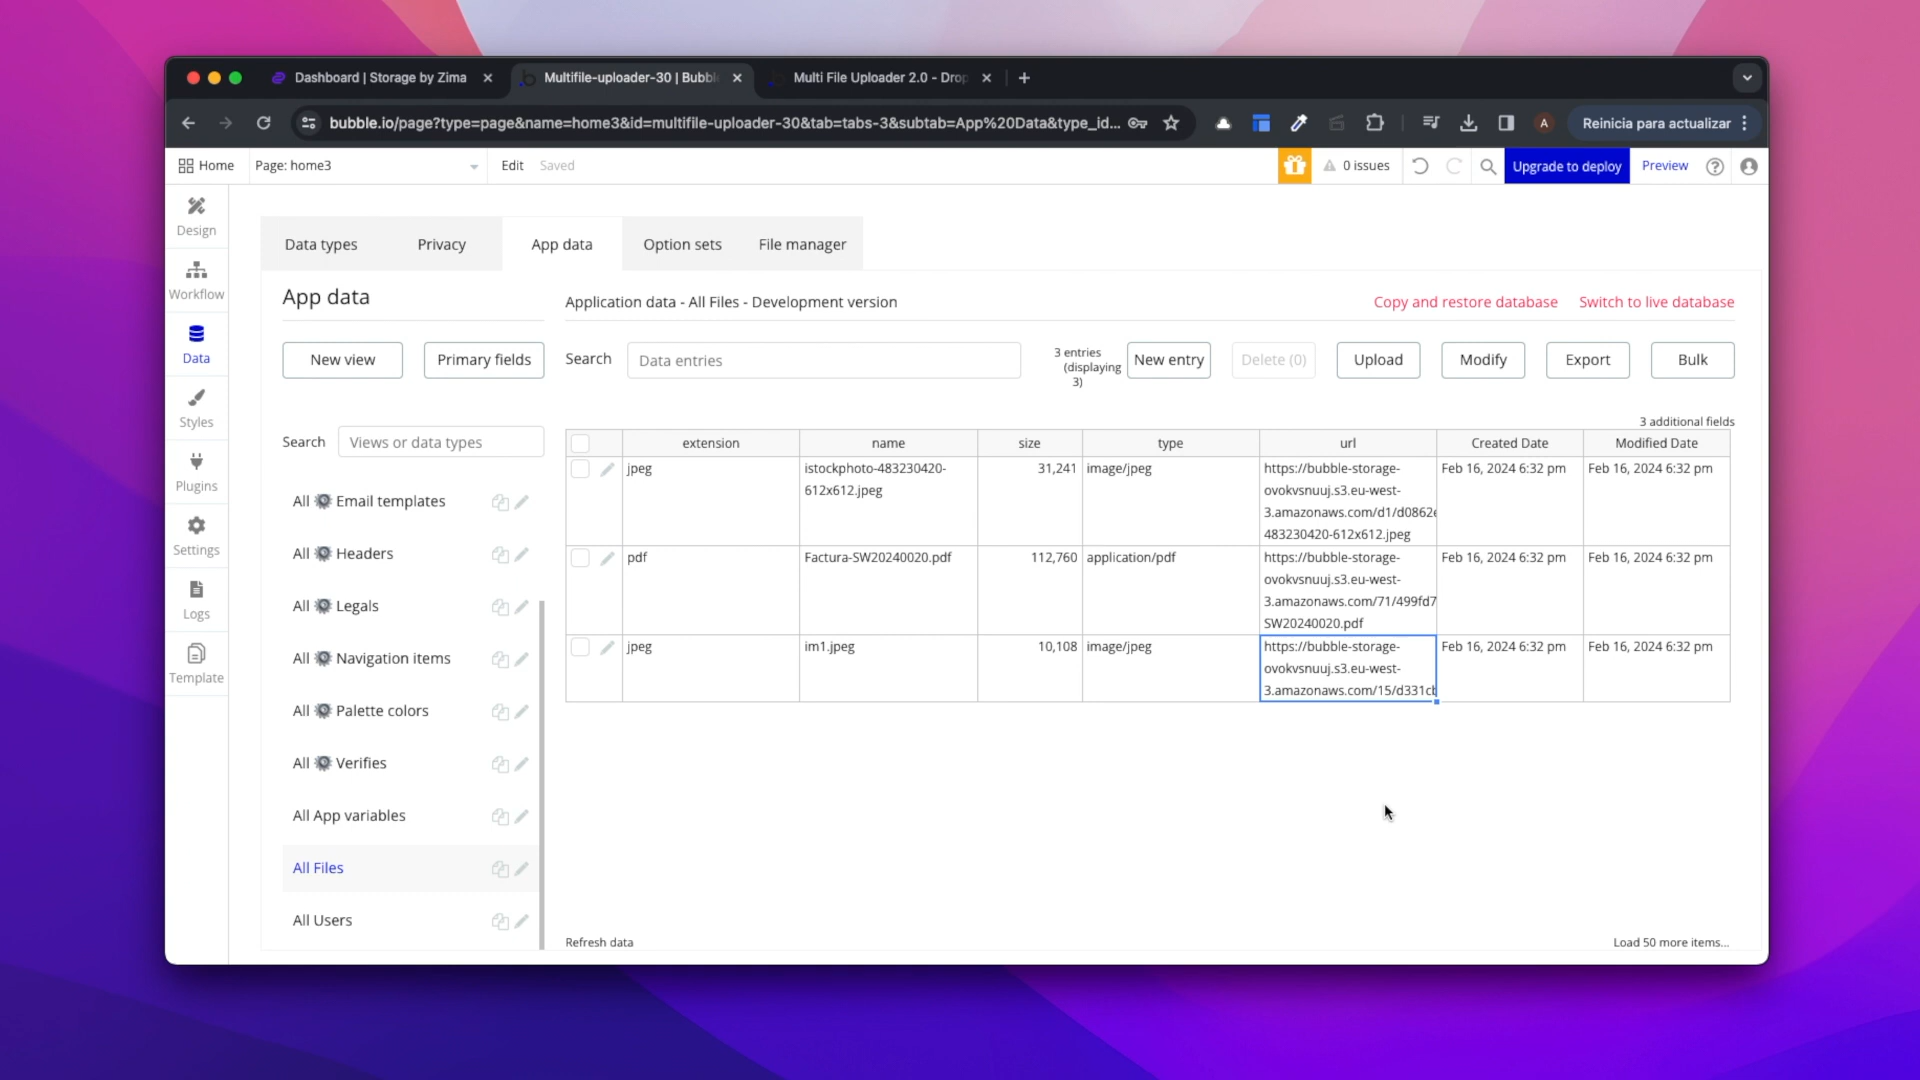 Dashboard | Storage by Zima
Multifile-uploader-30 | Bubbl
Multi File Uploader 2.0 - Drop
bubble.io/page?type=page&name=home3&id=multifile-uploader-30&tab=tabs-3&subtab=App%20Data&type_id...
A
Reinicia para actualizar
Home
Page: home3
Edit
Saved
0 issues
Upgrade to deploy
Preview
Design
Workflow
Data
Styles
Plugins
Settings
Logs
Template
Data types
Privacy
App data
Option sets
File manager
App data
New view
Primary fields
Search
Views or data types
All Email templates
All Headers
All Legals
All Navigation items
All Palette colors
All Verifies
All App variables
All Files
All Users
Application data - All Files - Development version
Copy and restore database
Switch to live database
Search
Data entries
3 entries
(displaying
3)
New entry
Delete (0)
Upload
Modify
Export
Bulk
3 additional fields
extension name size type url Created Date Modified Date
jpeg
istockphoto-483230420-
612x612.jpeg
31,241
image/jpeg
https://bubble-storage-
ovokvsnuuj.s3.eu-west-
3.amazonaws.com/d1/d0862e
483230420-612x612.jpeg
Feb 16, 2024 6:32 pm
Feb 16, 2024 6:32 pm
pdf
Factura-SW20240020.pdf
112,760
application/pdf
https://bubble-storage-
ovokvsnuuj.s3.eu-west-
3.amazonaws.com/71/499fd7
SW20240020.pdf
Feb 16, 2024 6:32 pm
Feb 16, 2024 6:32 pm
jpeg
im1.jpeg
10,108
image/jpeg
https://bubble-storage-
ovokvsnuuj.s3.eu-west-
3.amazonaws.com/15/d331cb
Feb 16, 2024 6:32 pm
Feb 16, 2024 6:32 pm
Refresh data
Load 50 more items...